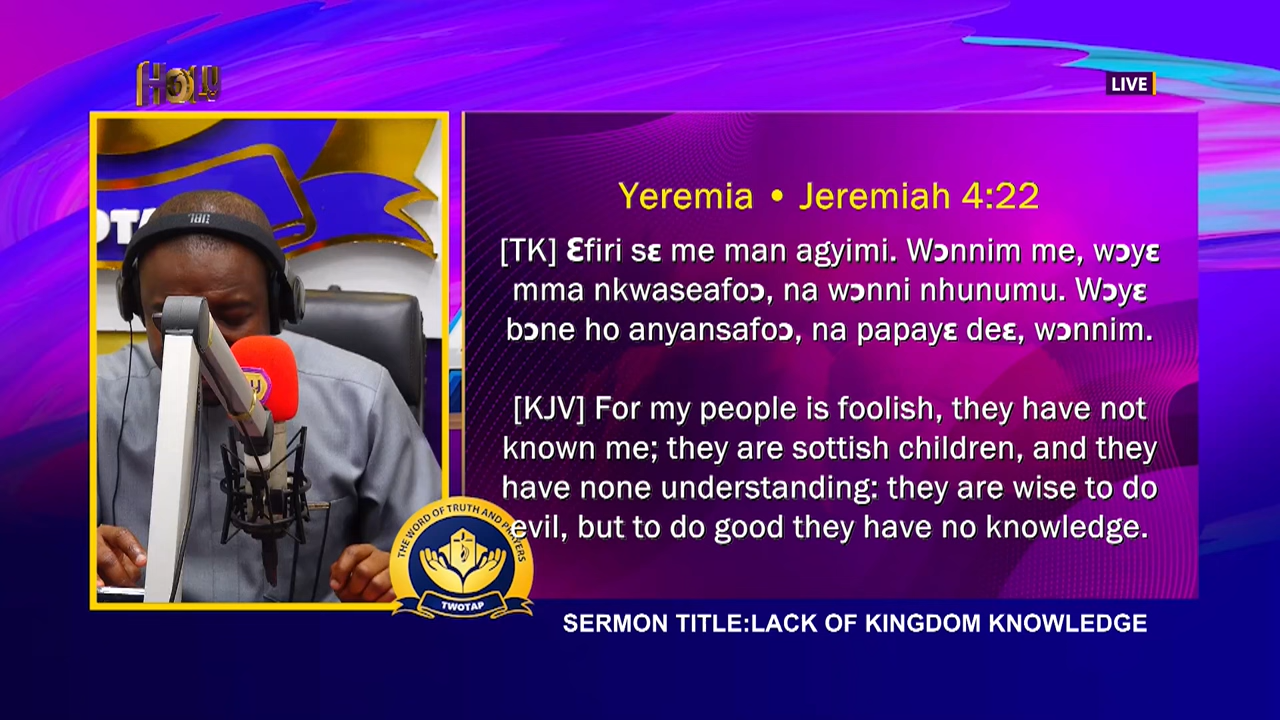 HOLY
LIVE
JBL
Yeremia • Jeremiah 4:22
[TK] Ɛfiri sɛ me man agyimi. Wɔnnim me, wɔyɛ
mma nkwaseafoɔ, na wɔnni nhunumu. Wɔyɛ
bɔne ho anyansafoɔ, na papayɛ deɛ, wɔnnim.
[KJV] For my people is foolish, they have not
known me; they are sottish children, and they
have none understanding: they are wise to do
evil, but to do good they have no knowledge.
THE WORD OF TRUTH AND PRAYERS
TWOTAP
SERMON TITLE:LACK OF KINGDOM KNOWLEDGE